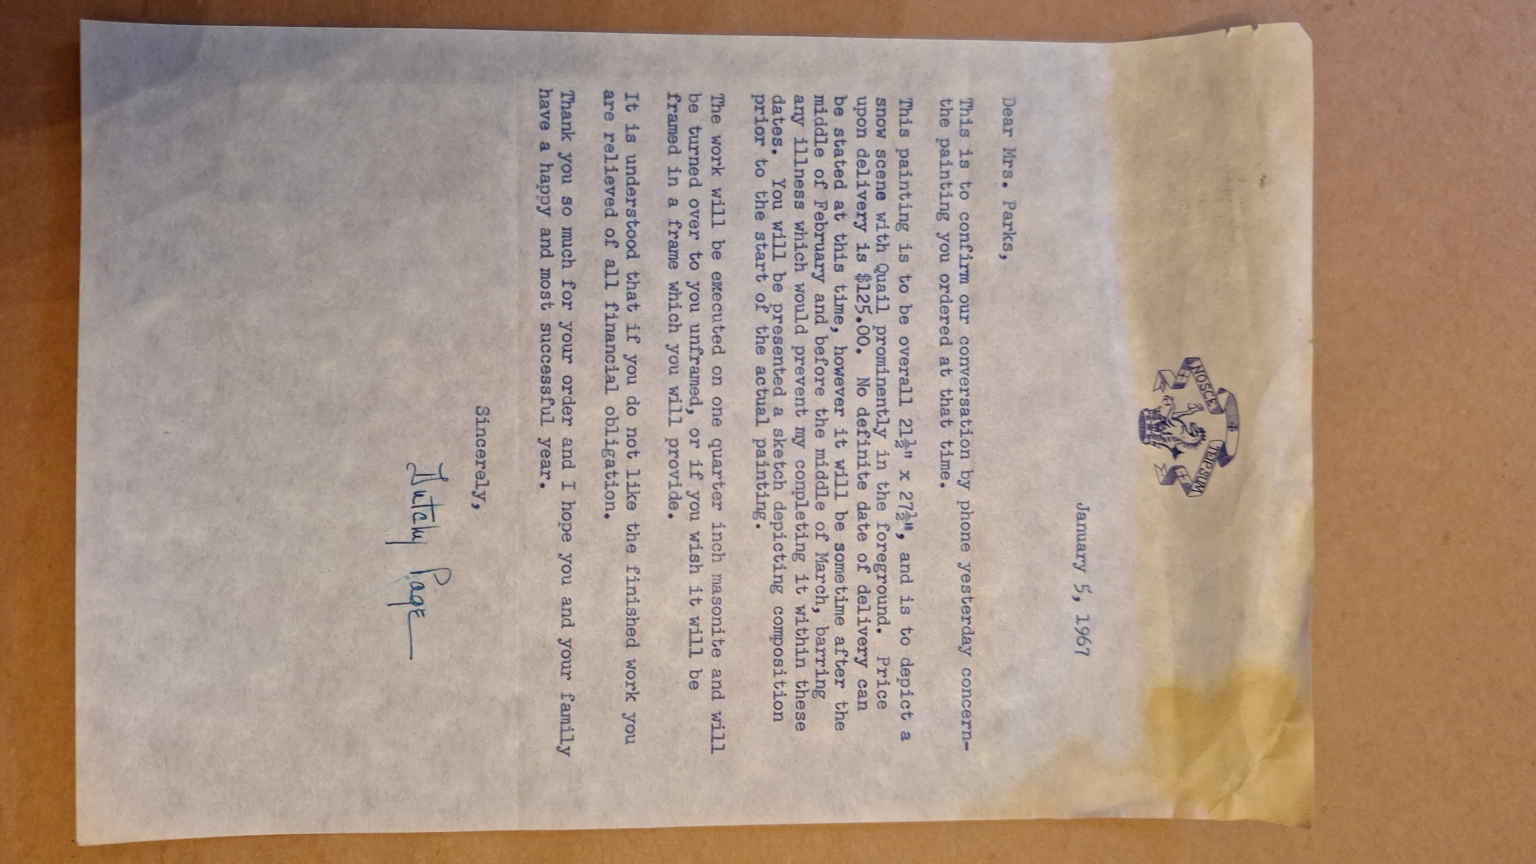 NOSCE TEIPSUM
January 5, 1967
Dear Mrs. Parks,
This is to confirm our conversation by phone yesterday concern-
the painting you ordered at that time.
This painting is to be overall 21½" x 27½", and is to depict a
snow scene with Quail prominently in the foreground. Price
upon delivery is $125.00. No definite date of delivery can
be stated at this time, however it will be sometime after the
middle of February and before the middle of March, barring
any illness which would prevent my conpleting it within these
dates. You will be presented a sketch depicting composition
prior to the start of the actual painting.
The work will be executed on one quarter inch masonite and will
be turned over to you unframed, or if you wish it will be
framed in a frame which you will provide.
It is understood that if you do not like the finished work you
are relieved of all financial obligation.
Thank you so much for your order and I hope you and your family
have a happy and most successful year.
Sincerely,
Dutchy Page